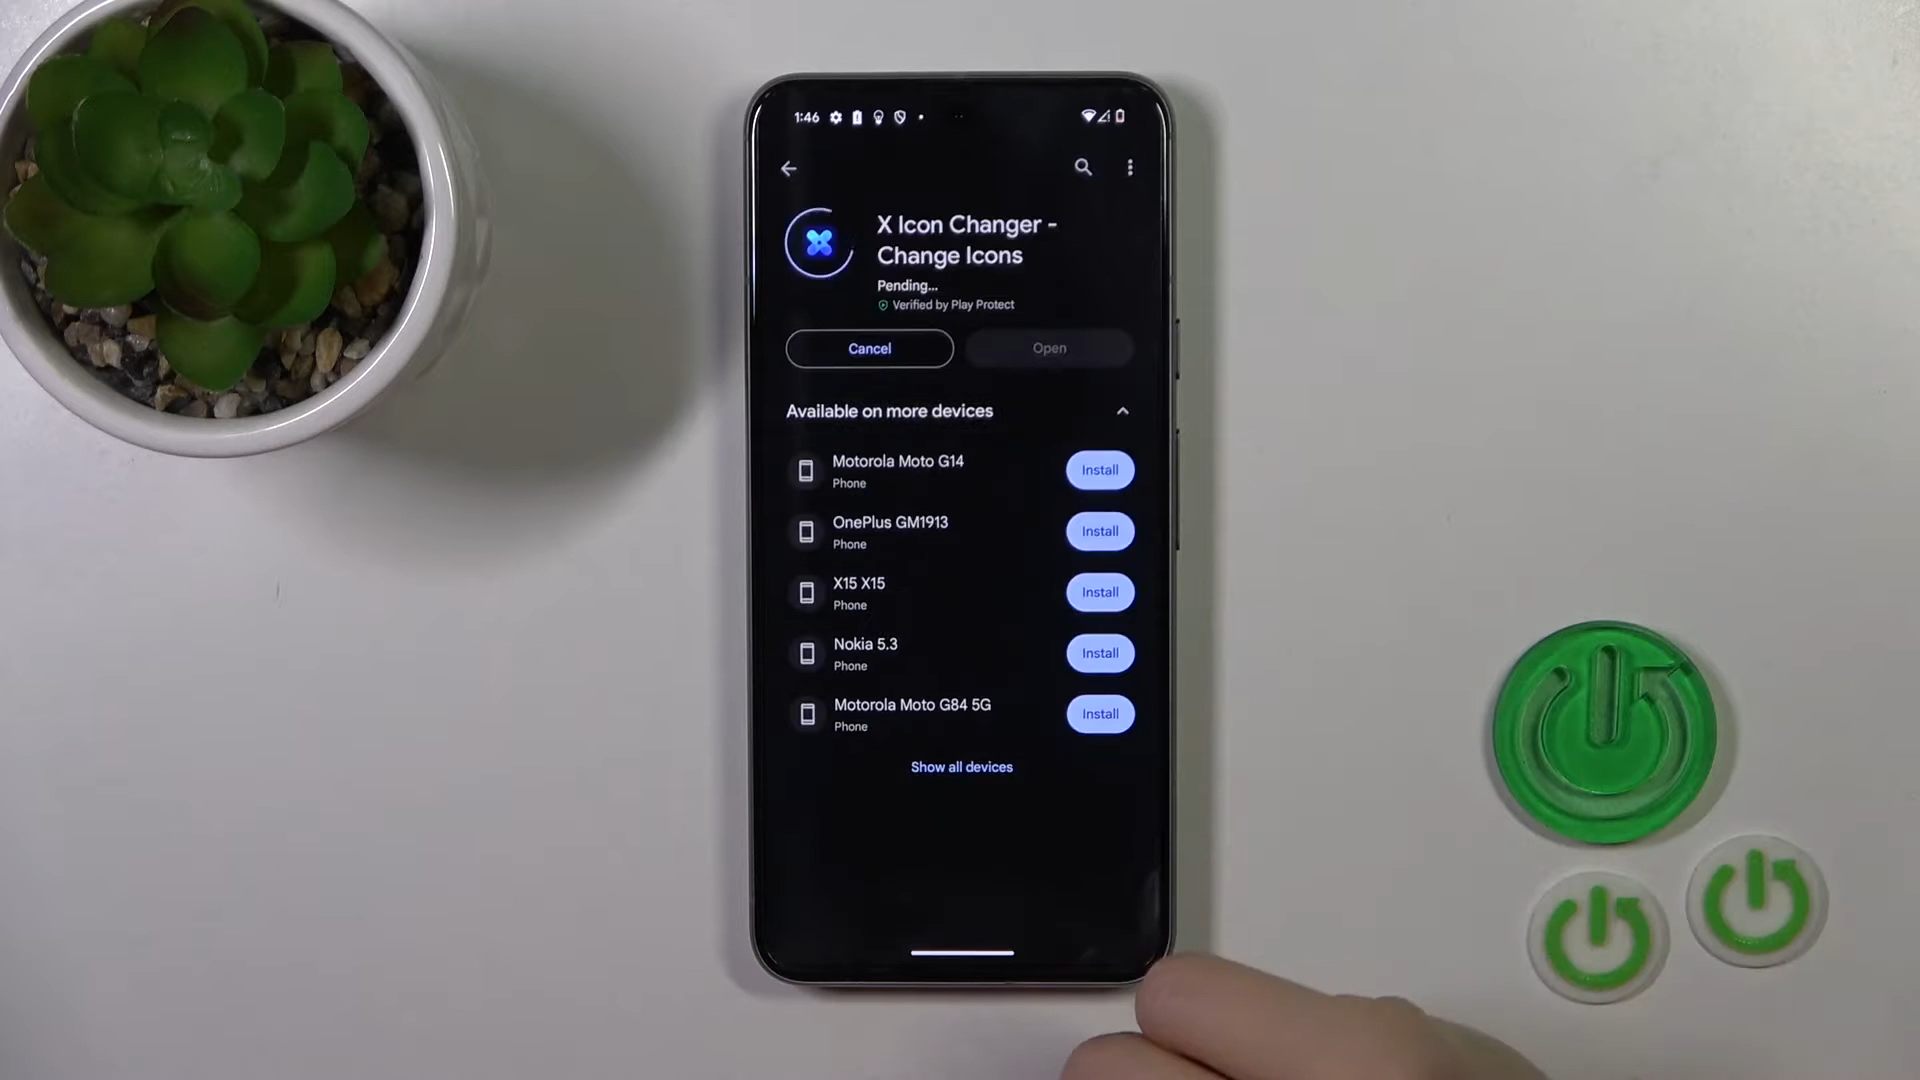 1:46
X Icon Changer -
Change Icons
Pending...
Verified by Play Protect
Cancel
Open
Available on more devices
Motorola Moto G14
Phone
Install
OnePlus GM1913
Phone
Install
X15 X15
Phone
Install
Nokia 5.3
Phone
Install
Motorola Moto G84 5G
Phone
Install
Show all devices